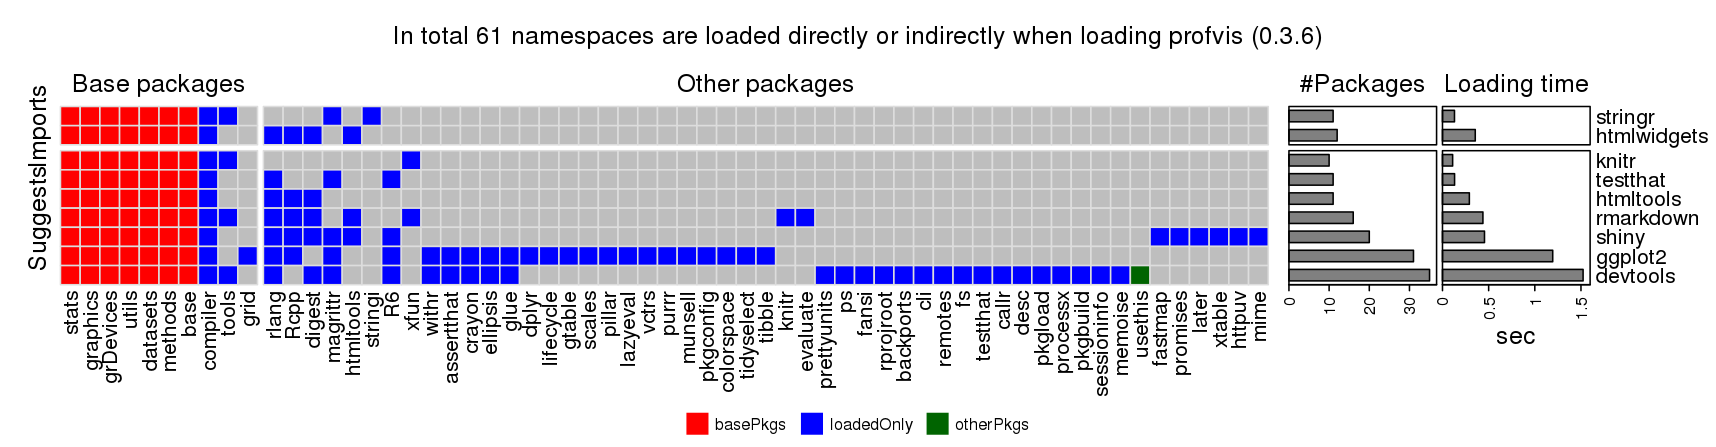 In total 61 namespaces are loaded directly or indirectly when loading profvis (0.3.6)
Base packages
Other packages
#Packages
Loading time
Imports
Suggests
stringr
htmlwidgets
knitr
testthat
htmltools
rmarkdown
shiny
ggplot2
devtools
stats
graphics
grDevices
utils
datasets
methods
base
compiler
tools
grid
rlang
Rcpp
digest
magrittr
htmltools
stringi
R6
xfun
withr
assertthat
crayon
ellipsis
glue
dplyr
lifecycle
gtable
scales
pillar
lazyeval
vctrs
purrr
munsell
pkgconfig
colorspace
tidyselect
tibble
knitr
evaluate
prettyunits
ps
fansi
rprojroot
backports
cli
remotes
fs
testthat
callr
desc
pkgload
processx
pkgbuild
sessioninfo
memoise
usethis
fastmap
promises
later
xtable
httpuv
mime
0
10
20
30
0
0.5
1
1.5
sec
basePkgs
loadedOnly
otherPkgs